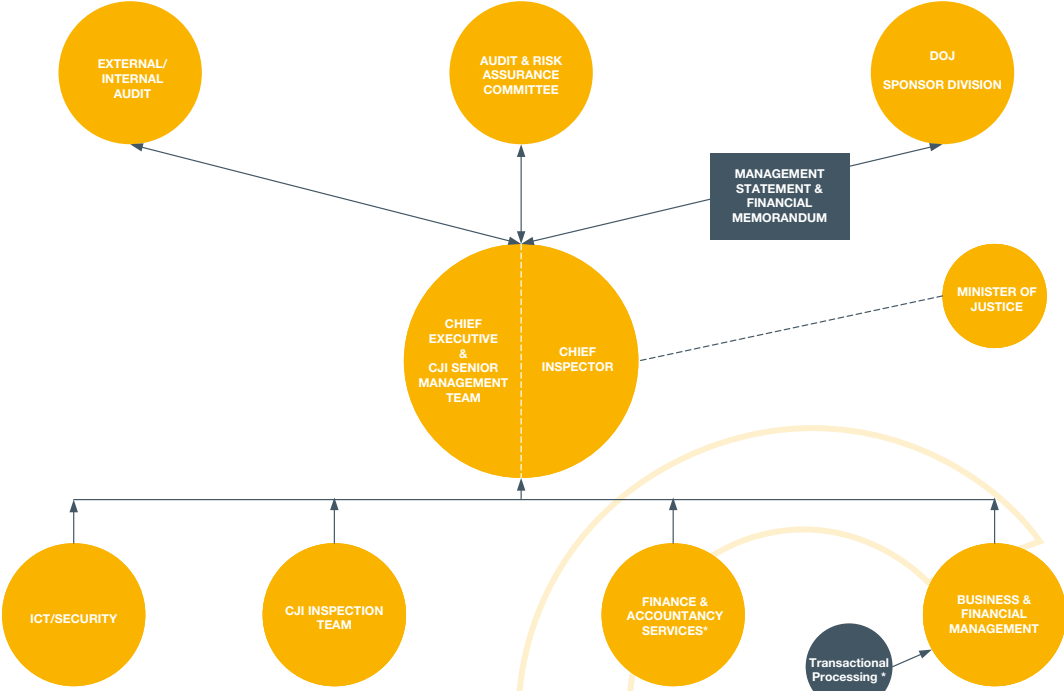 EXTERNAL/
INTERNAL
AUDIT
AUDIT & RISK
ASSURANCE
COMMITTEE
DOJ
SPONSOR DIVISION
MANAGEMENT
STATEMENT &
FINANCIAL
MEMORANDUM
MINISTER OF
JUSTICE
CHIEF
EXECUTIVE
&
CJI SENIOR
MANAGEMENT
TEAM
CHIEF
INSPECTOR
ICT/SECURITY
CJI INSPECTION
TEAM
FINANCE &
ACCOUNTANCY
SERVICES*
BUSINESS &
FINANCIAL
MANAGEMENT
Transactional
Processing *